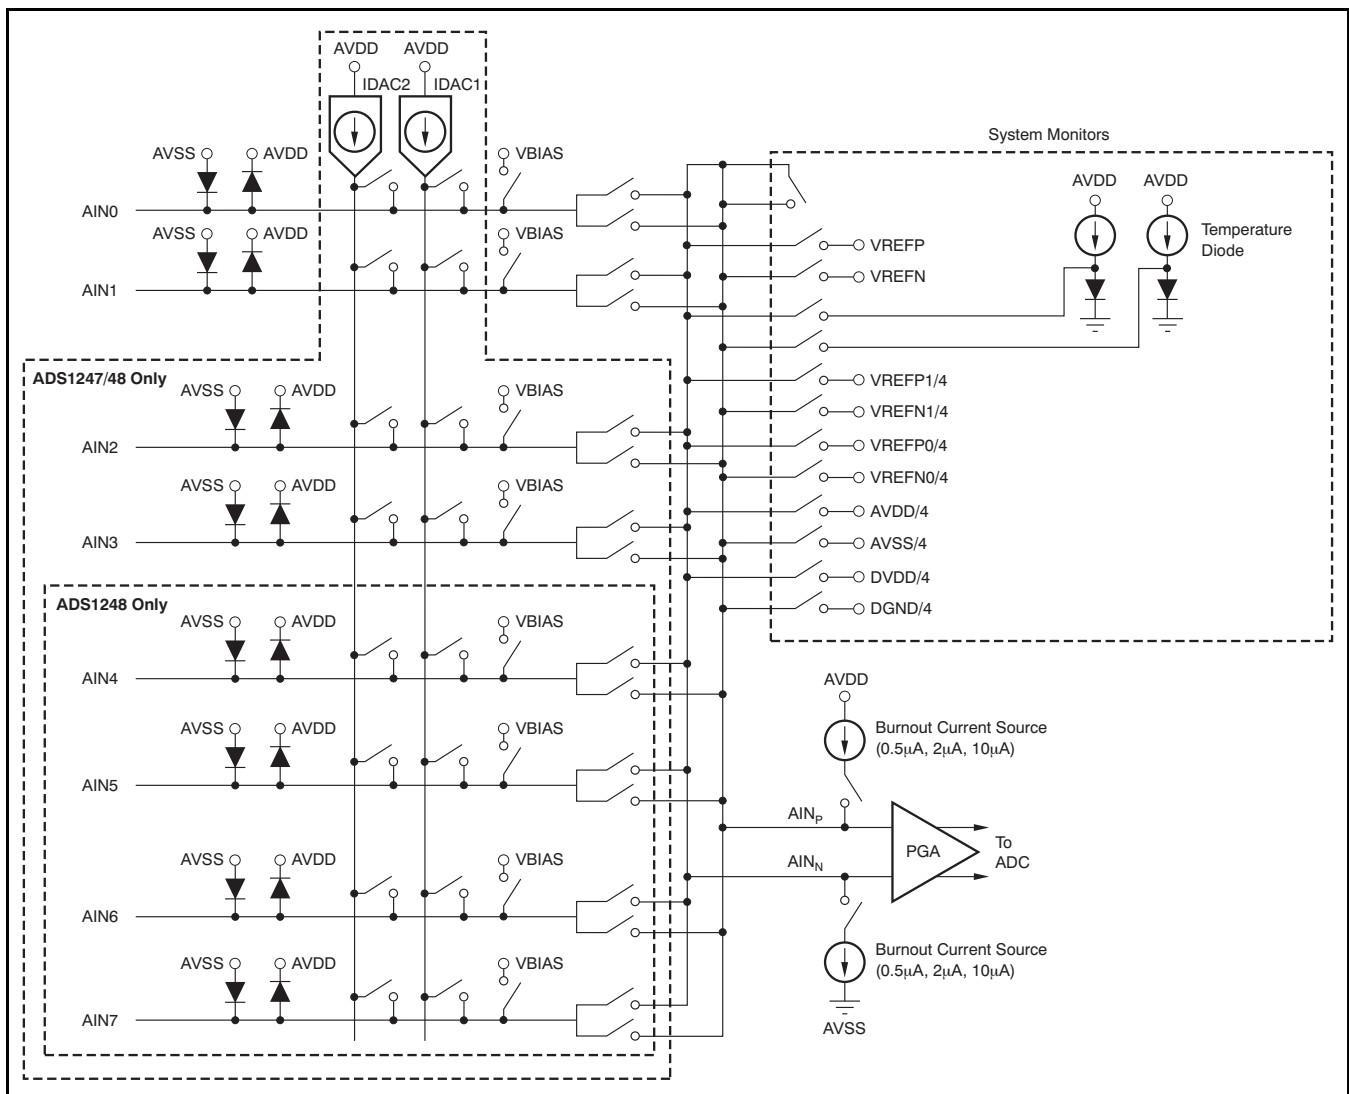 AVDD AVDD
IDAC2 IDAC1
System Monitors
AVSS AVDD VBIAS
AVDD AVDD
AIN0
Temperature
Diode
AVSS AVDD VBIAS
VREFP
VREFN
AIN1
ADS1247/48 Only
AVSS AVDD VBIAS
VREFP1/4
VREFN1/4
AIN2
VREFP0/4
VREFN0/4
AVSS AVDD VBIAS
AVDD/4
AIN3
AVSS/4
DVDD/4
DGND/4
ADS1248 Only
AVSS AVDD VBIAS
AIN4
AVDD
Burnout Current Source
(0.5μA, 2μA, 10μA)
AVSS AVDD VBIAS
AIN5
AINP
PGA
To
ADC
AINN
AVSS AVDD VBIAS
AIN6
Burnout Current Source
(0.5μA, 2μA, 10μA)
AVSS AVDD VBIAS
AIN7
AVSS